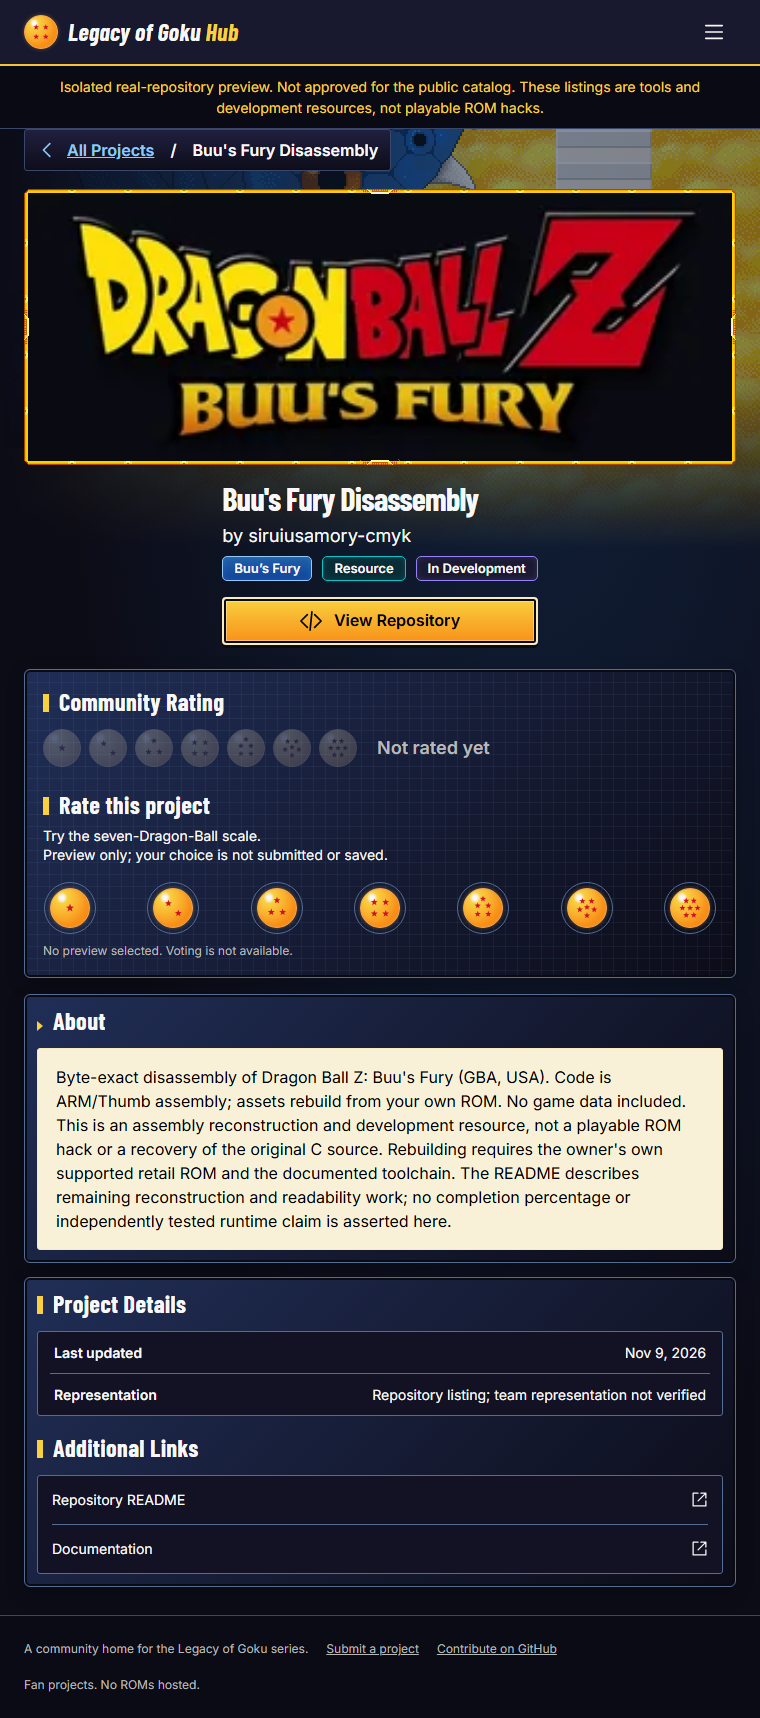 Legacy of Goku Hub
Isolated real-repository preview. Not approved for the public catalog. These listings are tools and
development resources, not playable ROM hacks.
All Projects / Buu's Fury Disassembly
DRAGON BALL Z
BUU'S FURY
Buu's Fury Disassembly
by siruiusamory-cmyk
Buu’s Fury Resource In Development
View Repository
Community Rating
Not rated yet
Rate this project
Try the seven-Dragon-Ball scale.
Preview only; your choice is not submitted or saved.
No preview selected. Voting is not available.
About
Byte-exact disassembly of Dragon Ball Z: Buu's Fury (GBA, USA). Code is
ARM/Thumb assembly; assets rebuild from your own ROM. No game data included.
This is an assembly reconstruction and development resource, not a playable ROM
hack or a recovery of the original C source. Rebuilding requires the owner's own
supported retail ROM and the documented toolchain. The README describes
remaining reconstruction and readability work; no completion percentage or
independently tested runtime claim is asserted here.
Project Details
Last updated Nov 9, 2026
Representation Repository listing; team representation not verified
Additional Links
Repository README
Documentation
A community home for the Legacy of Goku series. Submit a project Contribute on GitHub
Fan projects. No ROMs hosted.